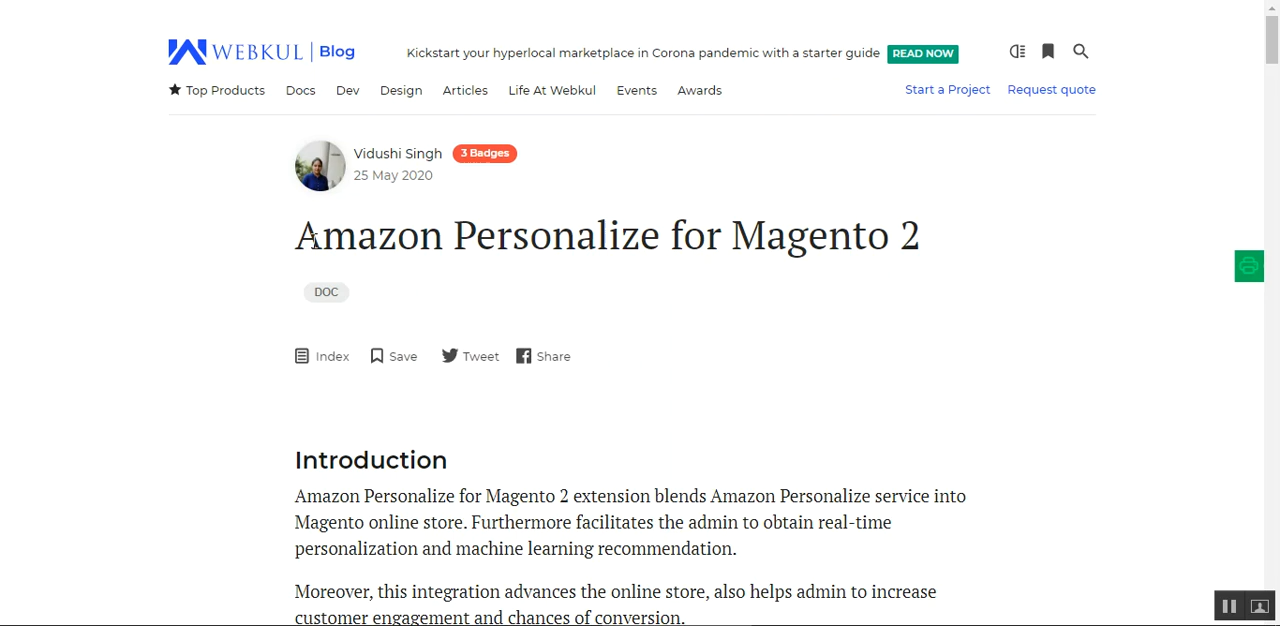 WEBKUL | Blog
Kickstart your hyperlocal marketplace in Corona pandemic with a starter guide READ NOW
★ Top Products Docs Dev Design Articles Life At Webkul Events Awards Start a Project Request quote
Vidushi Singh 3 Badges
25 May 2020
Amazon Personalize for Magento 2
DOC
Index Save Tweet Share
Introduction
Amazon Personalize for Magento 2 extension blends Amazon Personalize service into
Magento online store. Furthermore facilitates the admin to obtain real-time
personalization and machine learning recommendation.
Moreover, this integration advances the online store, also helps admin to increase
customer engagement and chances of conversion.